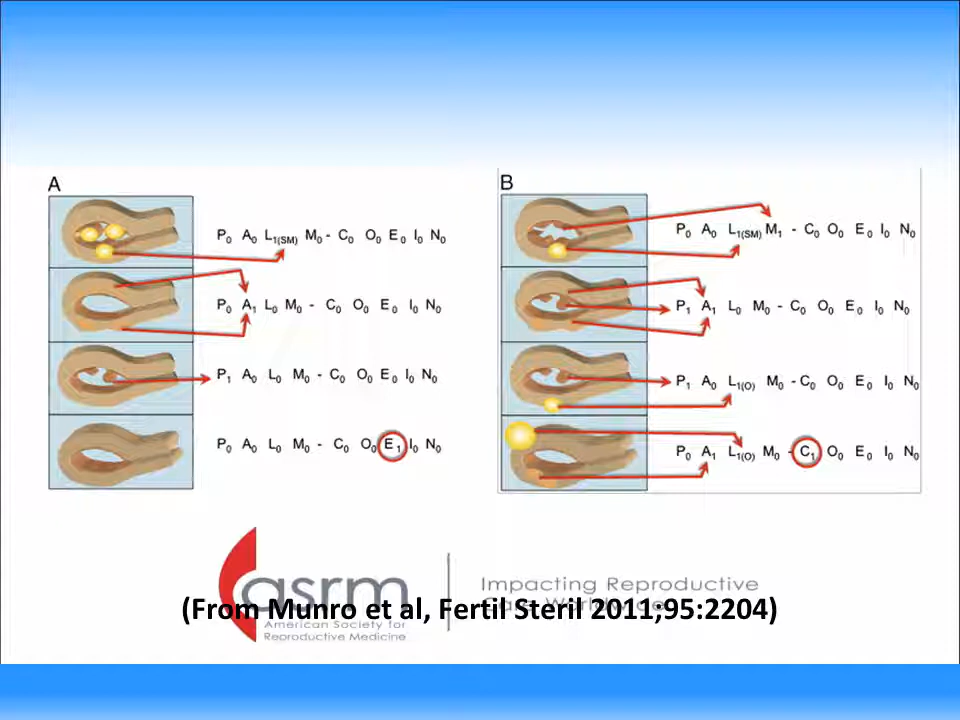 A
P0 A0 L1(SM) M0 - C0 O0 E0 I0 N0
P0 A1 L0 M0 - C0 O0 E0 I0 N0
P1 A0 L0 M0 - C0 O0 E0 I0 N0
P0 A0 L0 M0 - C0 O0 E1 I0 N0
B
P0 A0 L1(SM) M1 - C0 O0 E0 I0 N0
P1 A1 L0 M0 - C0 O0 E0 I0 N0
P1 A0 L1(O) M0 - C0 O0 E0 I0 N0
P0 A1 L1(O) M0 - C1 O0 E0 I0 N0
asrm
American Society for
Reproductive Medicine
Impacting Reproductive
Care Worldwide
(From Munro et al, Fertil Steril 2011;95:2204)